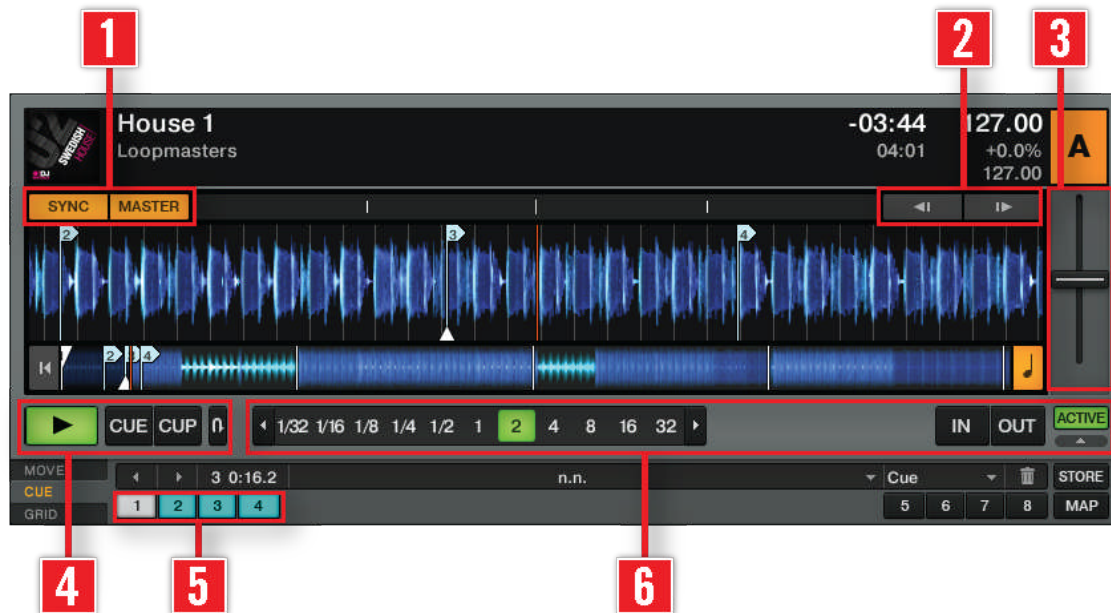 1 2 3
SWEDISH
HOUSE
DJ
House 1 -03:44 127.00 A
Loopmasters 04:01 +0.0%
127.00
SYNC MASTER
2 3 4
2 3 4
CUE CUP 1/32 1/16 1/8 1/4 1/2 1 2 4 8 16 32 IN OUT ACTIVE
MOVE 3 0:16.2 n.n. Cue STORE
CUE
GRID 1 2 3 4 5 6 7 8 MAP
4 5 6